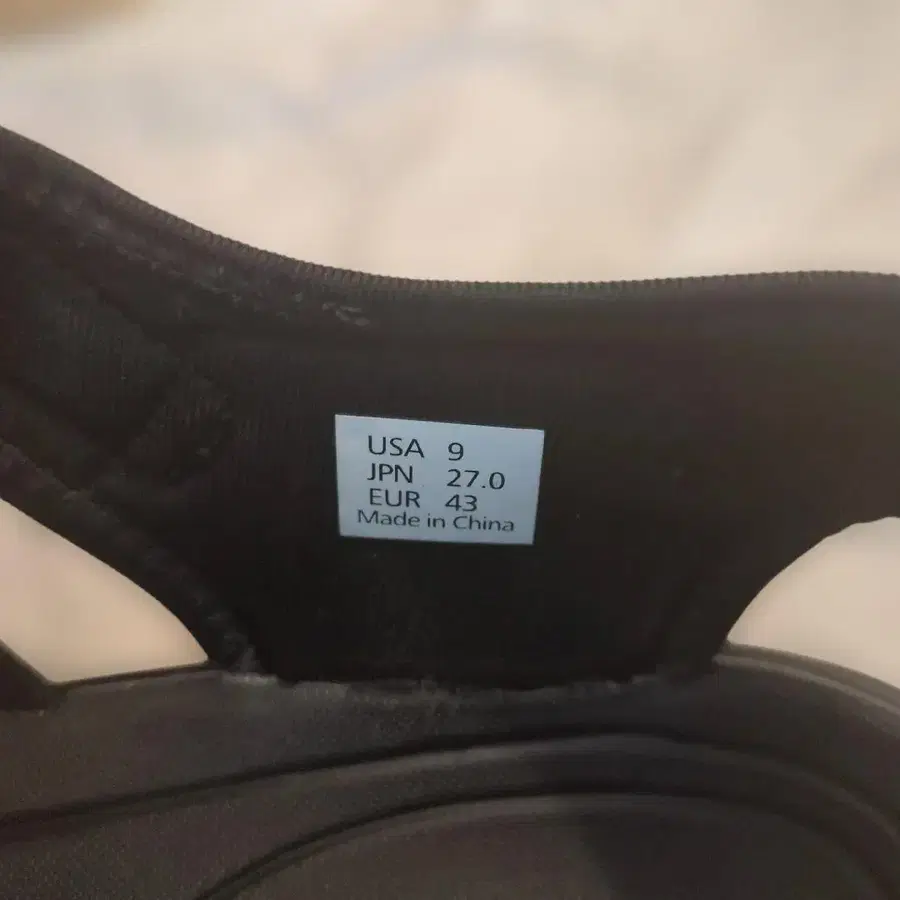 USA 9
JPN 27.0
EUR 43
Made in China